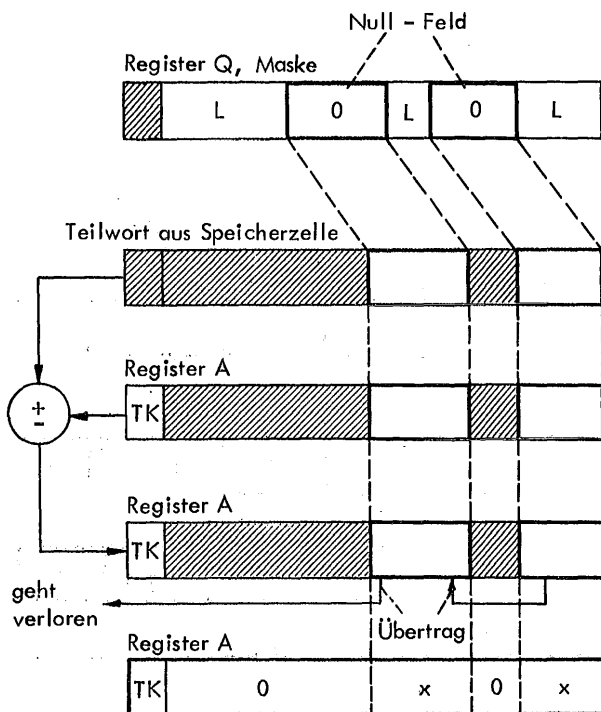 Null - Feld
Register Q, Maske
L 0 L 0 L
Teilwort aus Speicherzelle
Register A
+
-
TK
Register A
TK
geht
verloren
Übertrag
Register A
TK 0 x 0 x